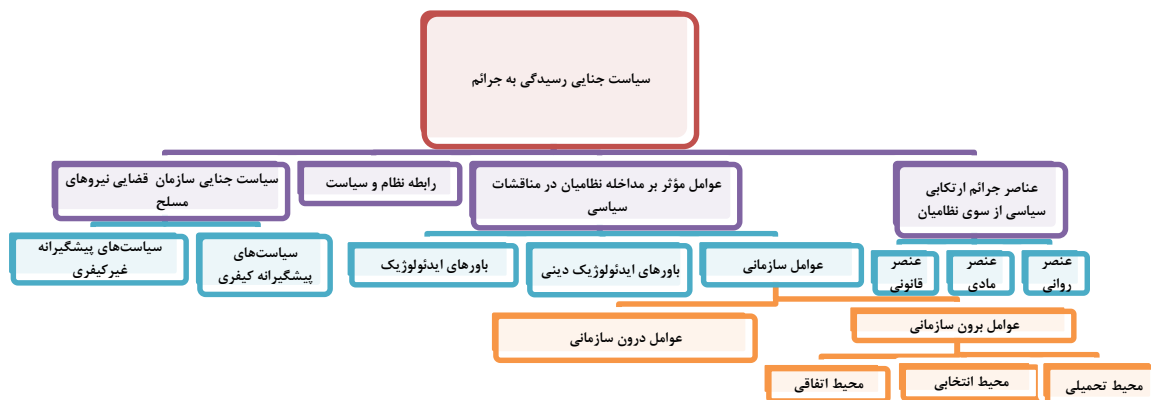 سیاست جنایی رسیدگی به جرائم
عناصر جرائم ارتکابی
سیاسی از سوی نظامیان
عوامل مؤثر بر مداخله نظامیان در مناقشات
سیاسی
رابطه نظام و سیاست
سیاست جنایی سازمان قضایی نیروهای
مسلح
عنصر
روانی
عنصر
مادی
عنصر
قانونی
عوامل سازمانی
باورهای ایدئولوژیک دینی
باورهای ایدئولوژیک
سیاست‌های
پیشگیرانه کیفری
سیاست‌های پیشگیرانه
غیرکیفری
عوامل برون سازمانی
عوامل درون سازمانی
محیط تحمیلی
محیط انتخابی
محیط اتفاقی